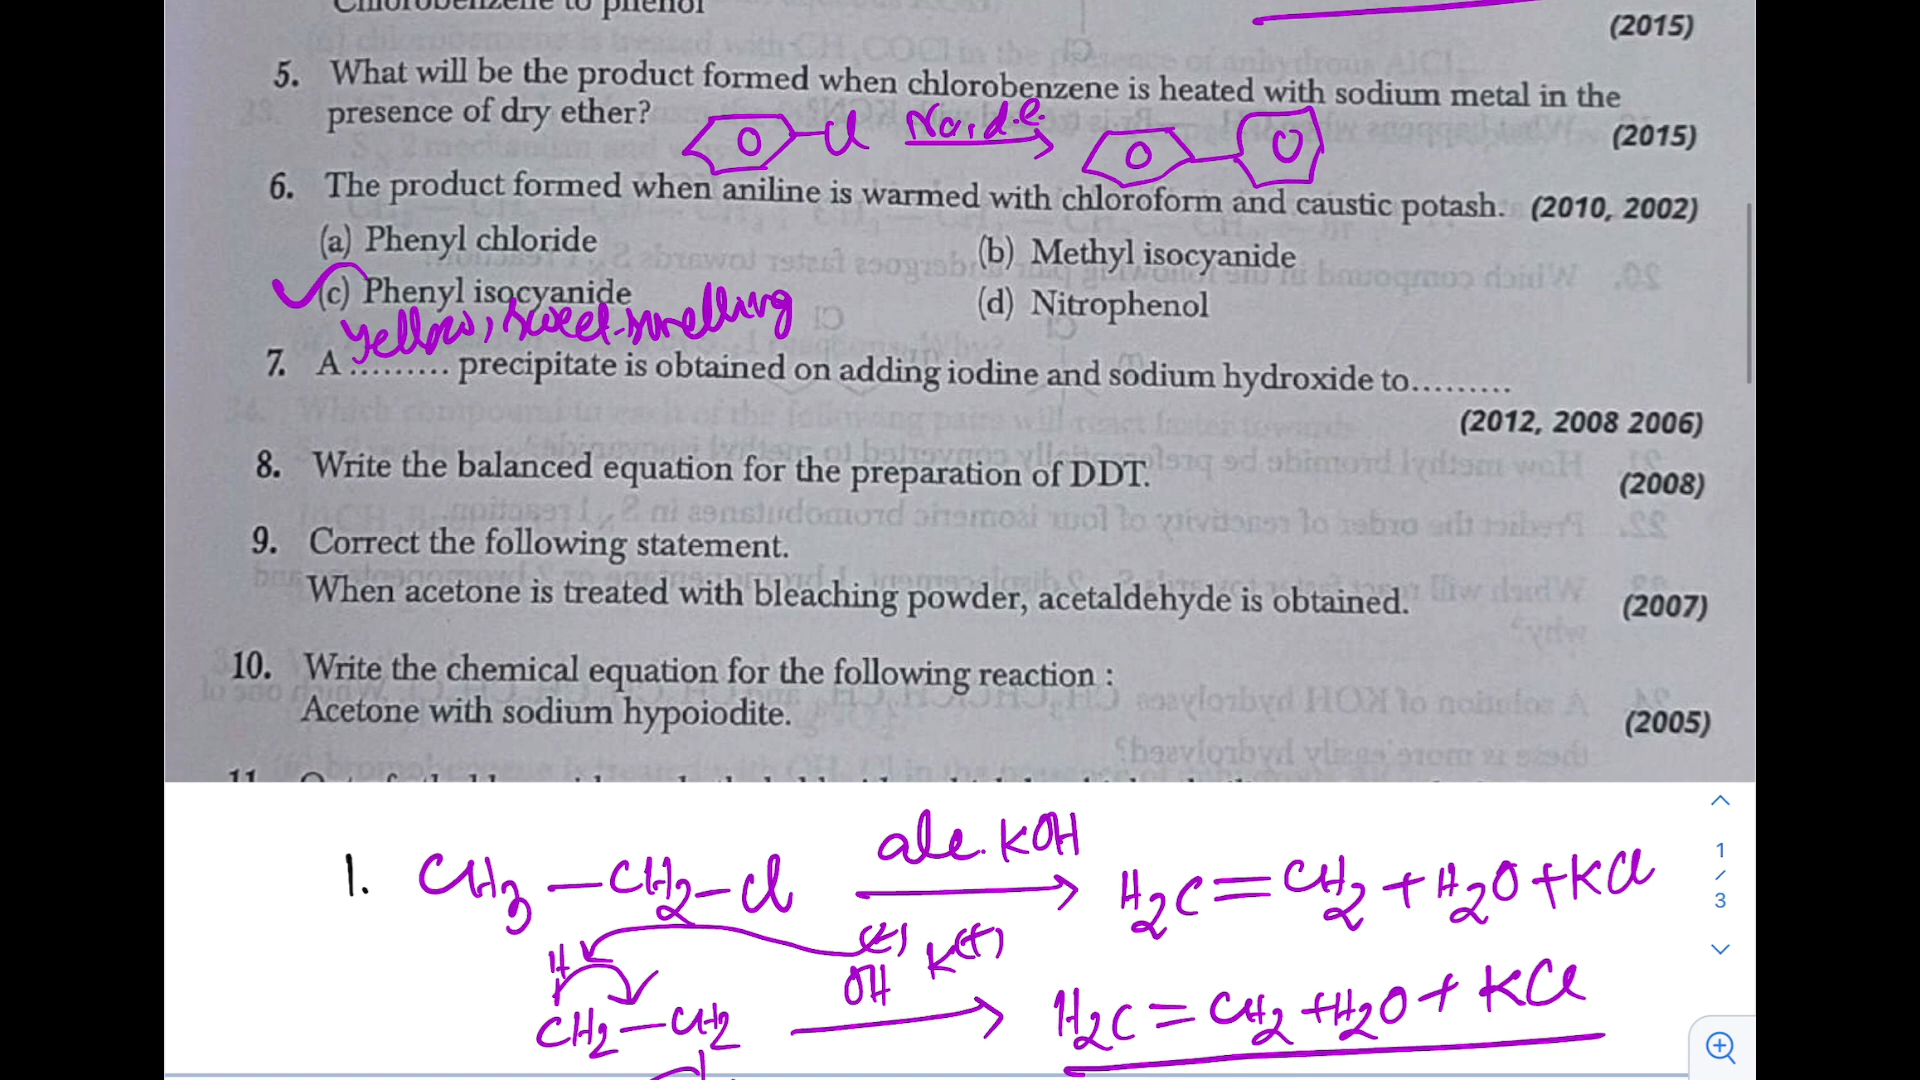 Chlorobenzene to phenol
(2015)
5. What will be the product formed when chlorobenzene is heated with sodium metal in the
presence of dry ether? (2015)
Cl Na, d.e.
6. The product formed when aniline is warmed with chloroform and caustic potash. (2010, 2002)
(a) Phenyl chloride (b) Methyl isocyanide
(c) Phenyl isocyanide (d) Nitrophenol
Yellow, sweet-smelling
7. A ......... precipitate is obtained on adding iodine and sodium hydroxide to.........
(2012, 2008 2006)
8. Write the balanced equation for the preparation of DDT. (2008)
9. Correct the following statement.
When acetone is treated with bleaching powder, acetaldehyde is obtained. (2007)
10. Write the chemical equation for the following reaction :
Acetone with sodium hypoiodite. (2005)
11.
1. CH3-CH2-Cl alc. KOH → H2C=CH2+H2O+KCl
H (-) OH K(+)
CH2-CH2 → H2C=CH2+H2O+KCl
1
/
3